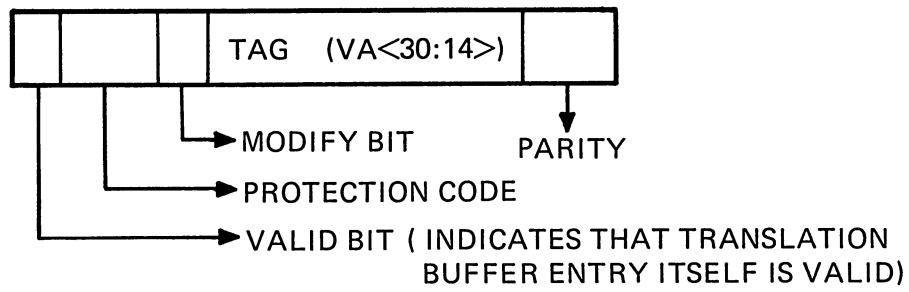 TAG (VA<30:14>)
MODIFY BIT
PARITY
PROTECTION CODE
VALID BIT ( INDICATES THAT TRANSLATION
BUFFER ENTRY ITSELF IS VALID)